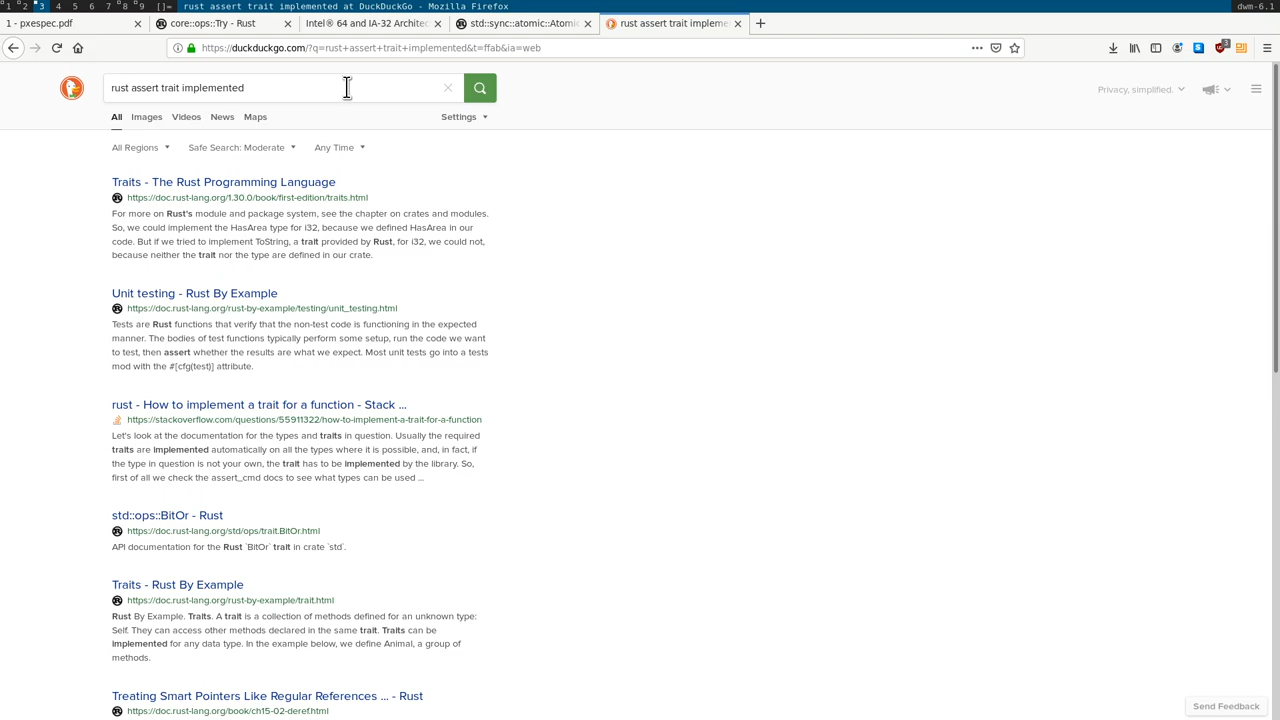 1 2 3 4 5 6 7 8 9 []= rust assert trait implemented at DuckDuckGo - Mozilla Firefox dwm-6.1
1 - pxespec.pdf × core::ops::Try - Rust × Intel® 64 and IA-32 Architec × std::sync::atomic::Atomic × rust assert trait impleme × +
https://duckduckgo.com/?q=rust+assert+trait+implemented&t=ffab&ia=web 3
rust assert trait implemented
Privacy, simplified.
All Images Videos News Maps Settings
All Regions Safe Search: Moderate Any Time
Traits - The Rust Programming Language
https://doc.rust-lang.org/1.30.0/book/first-edition/traits.html
For more on Rust's module and package system, see the chapter on crates and modules.
So, we could implement the HasArea type for i32, because we defined HasArea in our
code. But if we tried to implement ToString, a trait provided by Rust, for i32, we could not,
because neither the trait nor the type are defined in our crate.
Unit testing - Rust By Example
https://doc.rust-lang.org/rust-by-example/testing/unit_testing.html
Tests are Rust functions that verify that the non-test code is functioning in the expected
manner. The bodies of test functions typically perform some setup, run the code we want
to test, then assert whether the results are what we expect. Most unit tests go into a tests
mod with the #[cfg(test)] attribute.
rust - How to implement a trait for a function - Stack ...
https://stackoverflow.com/questions/55911322/how-to-implement-a-trait-for-a-function
Let's look at the documentation for the types and traits in question. Usually the required
traits are implemented automatically on all the types where it is possible, and, in fact, if
the type in question is not your own, the trait has to be implemented by the library. So,
first of all we check the assert_cmd docs to see what types can be used ...
std::ops::BitOr - Rust
https://doc.rust-lang.org/std/ops/trait.BitOr.html
API documentation for the Rust `BitOr` trait in crate `std`.
Traits - Rust By Example
https://doc.rust-lang.org/rust-by-example/trait.html
Rust By Example. Traits. A trait is a collection of methods defined for an unknown type:
Self. They can access other methods declared in the same trait. Traits can be
implemented for any data type. In the example below, we define Animal, a group of
methods.
Treating Smart Pointers Like Regular References ... - Rust
https://doc.rust-lang.org/book/ch15-02-deref.html
Send Feedback